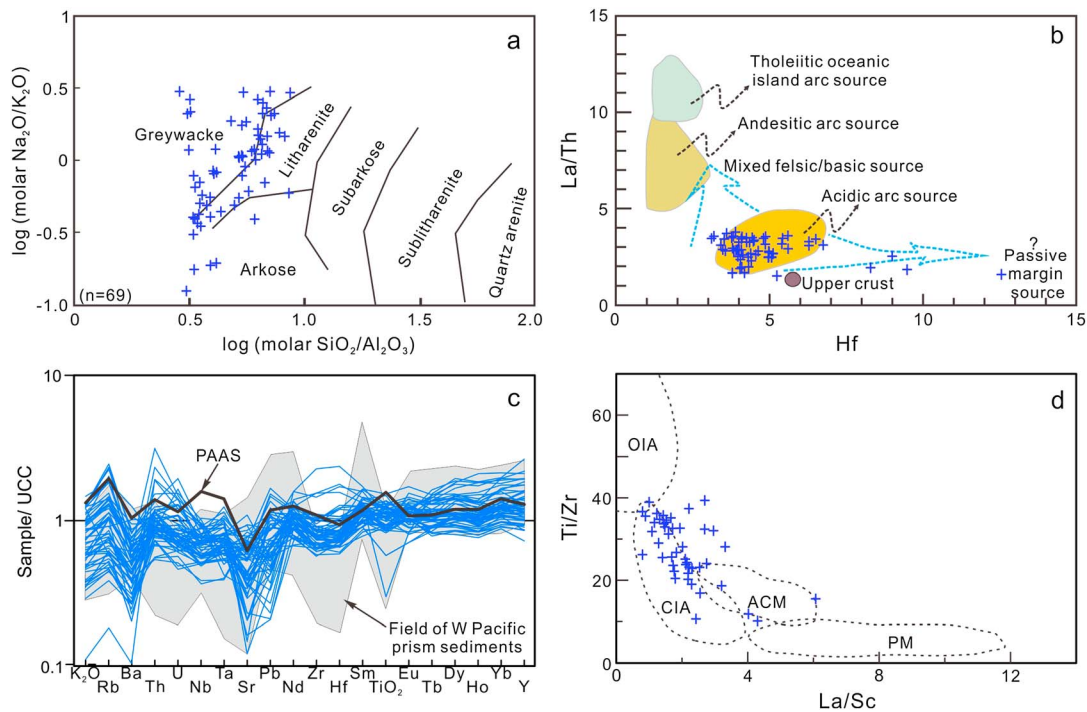 a
1
0.5
0
-0.5
-1.0
log (molar Na₂O/K₂O)
Greywacke
Litharenite
Subarkose
Sublitharenite
Quartz arenite
Arkose
(n=69)
0
0.5
1.0
1.5
2.0
log (molar SiO₂/Al₂O₃)
b
15
10
5
0
La/Th
Tholeiitic oceanic
island arc source
Andesitic arc source
Mixed felsic/basic source
Acidic arc source
?
Passive
margin
source
Upper crust
0
5
10
15
Hf
c
10
1
0.1
Sample/ UCC
PAAS
Field of W Pacific
prism sediments
K₂O Ba U Ta Pb Zr Sm Eu Dy Yb
Rb Th Nb Sr Nd Hf TiO₂ Tb Ho Y
d
60
40
20
0
Ti/Zr
OIA
CIA
ACM
PM
0
4
8
12
La/Sc